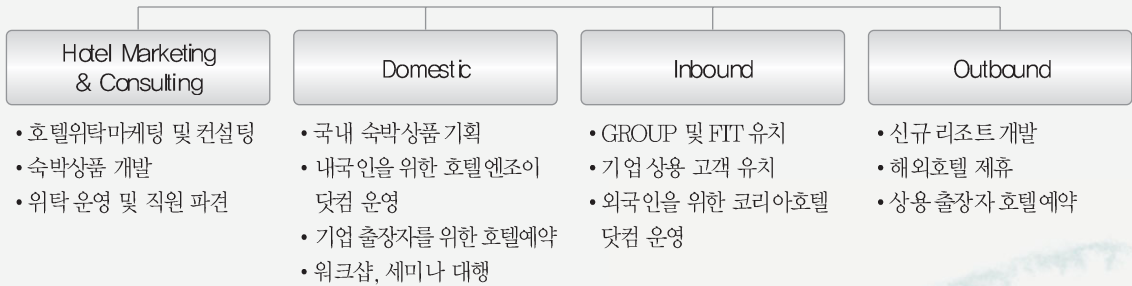 Hotel Marketing
& Consulting
• 호텔위탁마케팅 및 컨설팅
• 숙박상품 개발
• 위탁 운영 및 직원 파견
Domestic
• 국내 숙박상품 기획
• 내국인을 위한 호텔엔조이
닷컴 운영
• 기업 출장자를 위한 호텔예약
• 워크샵, 세미나 대행
Inbound
• GROUP 및 FIT 유치
• 기업 상용 고객 유치
• 외국인을 위한 코리아호텔
닷컴 운영
Outbound
• 신규 리조트 개발
• 해외호텔 제휴
• 상용 출장자 호텔예약